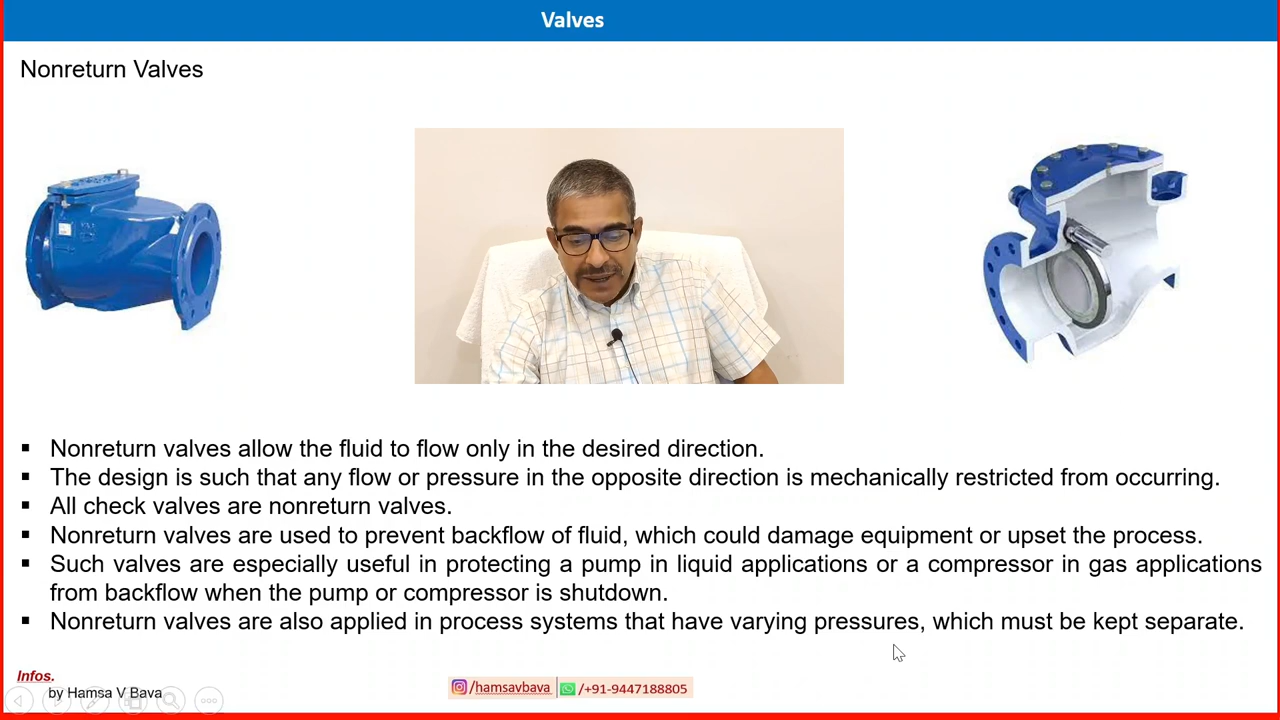 Valves
Nonreturn Valves
▪ Nonreturn valves allow the fluid to flow only in the desired direction.
▪ The design is such that any flow or pressure in the opposite direction is mechanically restricted from occurring.
▪ All check valves are nonreturn valves.
▪ Nonreturn valves are used to prevent backflow of fluid, which could damage equipment or upset the process.
▪ Such valves are especially useful in protecting a pump in liquid applications or a compressor in gas applications
from backflow when the pump or compressor is shutdown.
▪ Nonreturn valves are also applied in process systems that have varying pressures, which must be kept separate.
Infos.
by Hamsa V Bava
/hamsavbava
/+91-9447188805